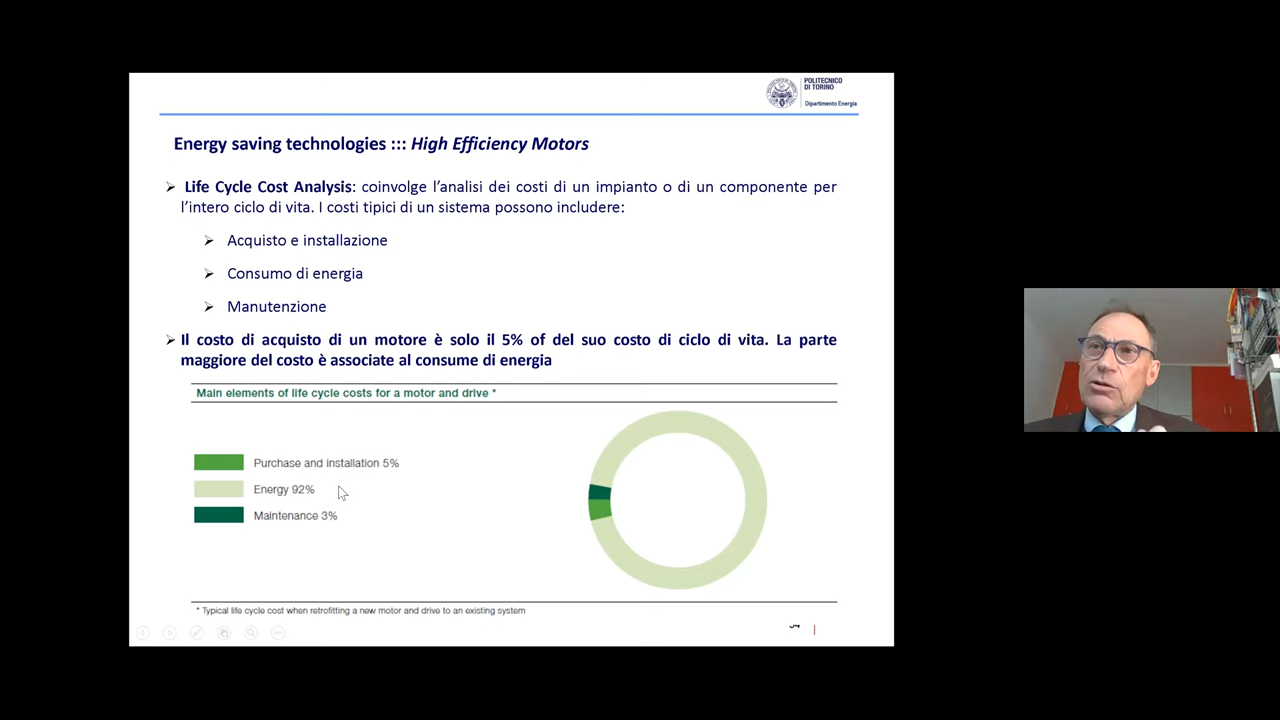 POLITECNICO
DI TORINO
Dipartimento Energia
Energy saving technologies ::: High Efficiency Motors
Life Cycle Cost Analysis: coinvolge l’analisi dei costi di un impianto o di un componente per
l’intero ciclo di vita. I costi tipici di un sistema possono includere:
Acquisto e installazione
Consumo di energia
Manutenzione
Il costo di acquisto di un motore è solo il 5% of del suo costo di ciclo di vita. La parte
maggiore del costo è associate al consume di energia
Main elements of life cycle costs for a motor and drive *
Purchase and installation 5%
Energy 92%
Maintenance 3%
* Typical life cycle cost when retrofitting a new motor and drive to an existing system